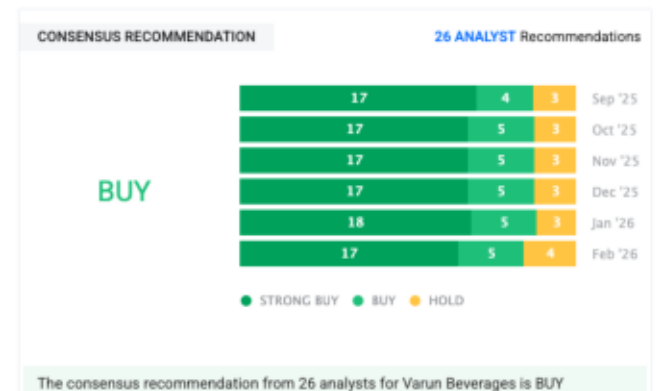 CONSENSUS RECOMMENDATION 26 ANALYST Recommendations
17 4 3 Sep '25
17 5 3 Oct '25
17 5 3 Nov '25
BUY 17 5 3 Dec '25
18 5 3 Jan '26
17 5 4 Feb '26
STRONG BUY BUY HOLD
The consensus recommendation from 26 analysts for Varun Beverages is BUY